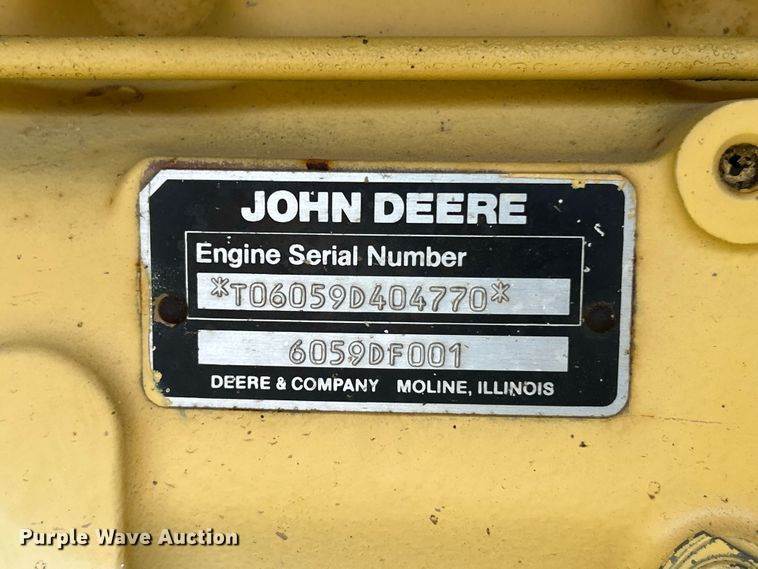 JOHN DEERE
Engine Serial Number
*T06059D404770*
6059DF001
DEERE & COMPANY MOLINE, ILLINOIS
Purple Wave Auction